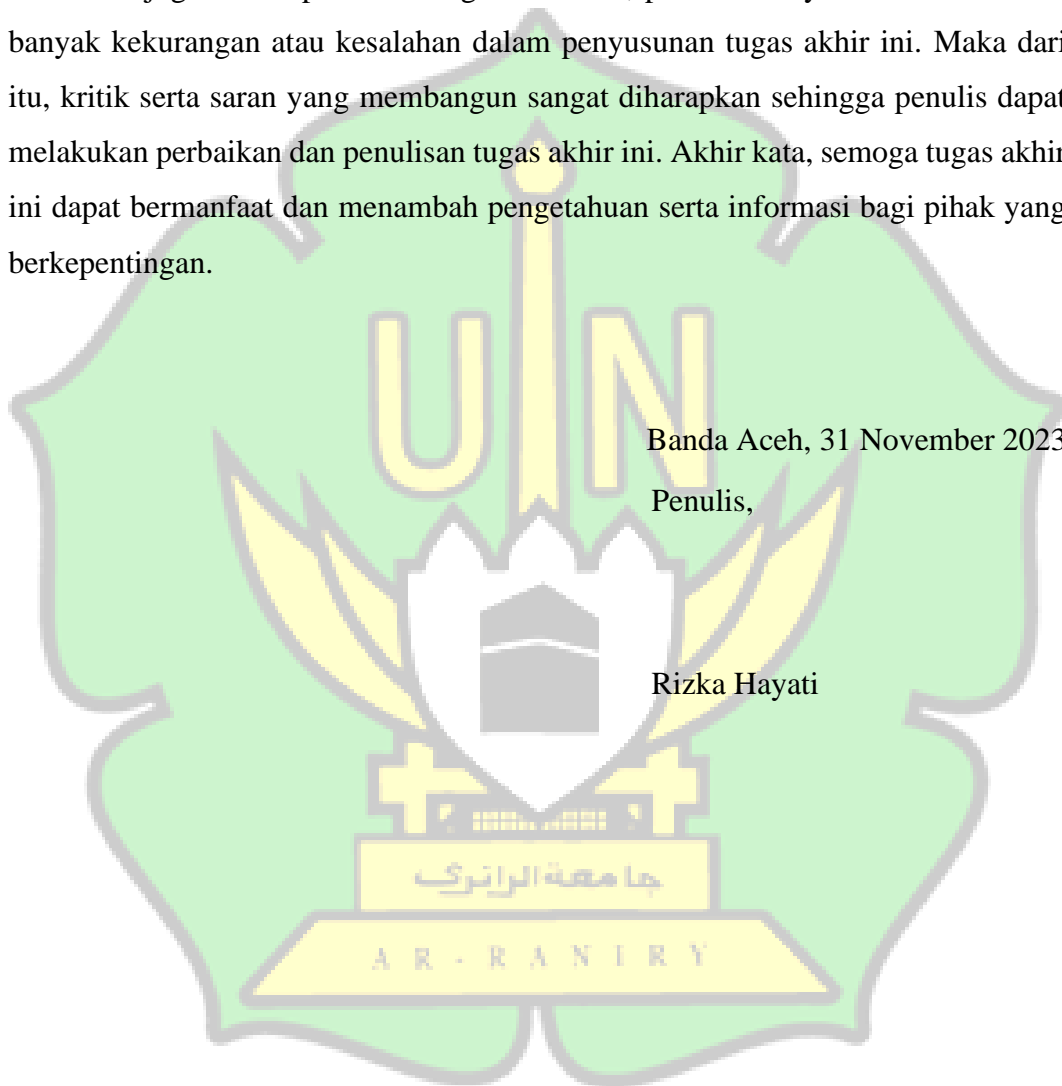 banyak kekurangan atau kesalahan dalam penyusunan tugas akhir ini. Maka dari
itu, kritik serta saran yang membangun sangat diharapkan sehingga penulis dapat
melakukan perbaikan dan penulisan tugas akhir ini. Akhir kata, semoga tugas akhir
ini dapat bermanfaat dan menambah pengetahuan serta informasi bagi pihak yang
berkepentingan.
UIN
Banda Aceh, 31 November 2023
Penulis,
Rizka Hayati
جامعة الرانري
AR-RANIRY